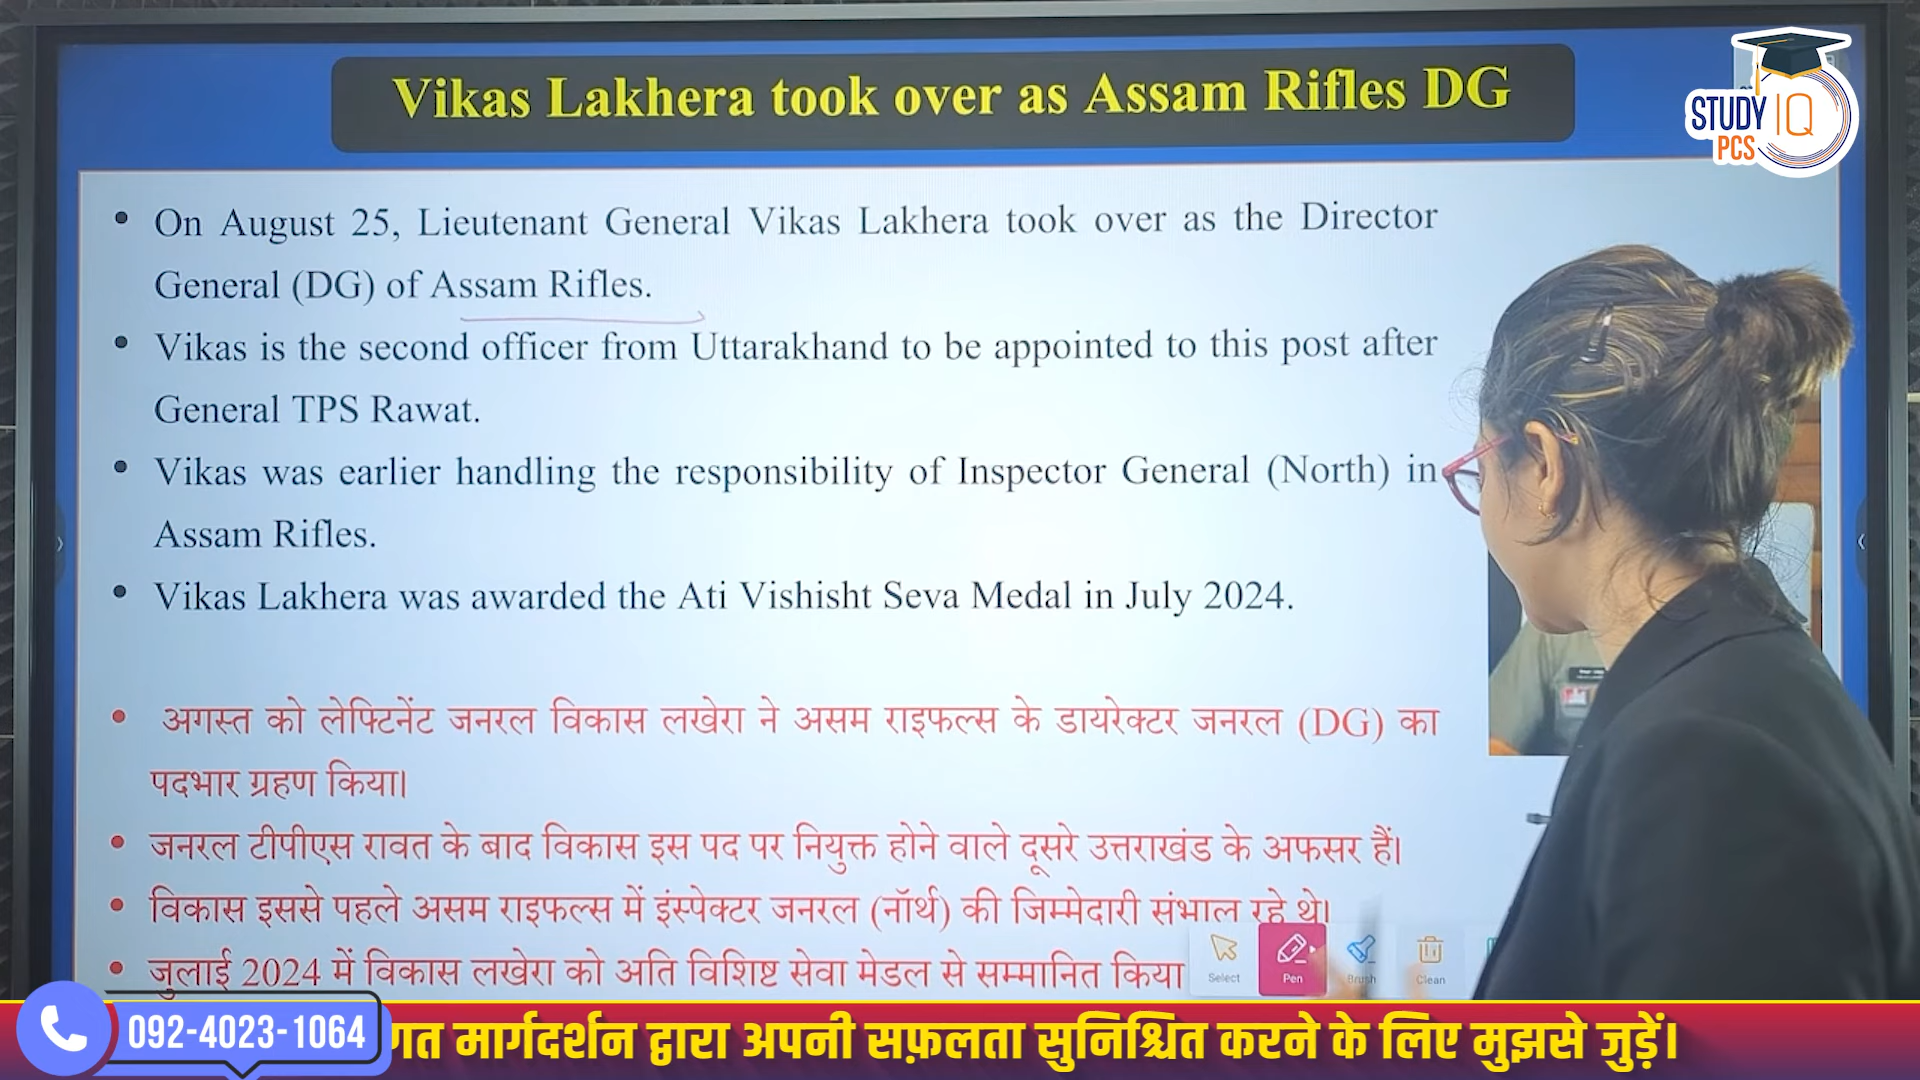 Vikas Lakhera took over as Assam Rifles DG
STUDY IQ
PCS
• On August 25, Lieutenant General Vikas Lakhera took over as the Director
General (DG) of Assam Rifles.
• Vikas is the second officer from Uttarakhand to be appointed to this post after
General TPS Rawat.
• Vikas was earlier handling the responsibility of Inspector General (North) in
Assam Rifles.
• Vikas Lakhera was awarded the Ati Vishisht Seva Medal in July 2024.
• अगस्त को लेफ्टिनेंट जनरल विकास लखेरा ने असम राइफल्स के डायरेक्टर जनरल (DG) का
पदभार ग्रहण किया।
• जनरल टीपीएस रावत के बाद विकास इस पद पर नियुक्त होने वाले दूसरे उत्तराखंड के अफसर हैं।
• विकास इससे पहले असम राइफल्स में इंस्पेक्टर जनरल (नॉर्थ) की जिम्मेदारी संभाल रहे थे।
• जुलाई 2024 में विकास लखेरा को अति विशिष्ट सेवा मेडल से सम्मानित किया
Select Pen Brush Clean
092-4023-1064
गत मार्गदर्शन द्वारा अपनी सफ़लता सुनिश्चित करने के लिए मुझसे जुड़ें।